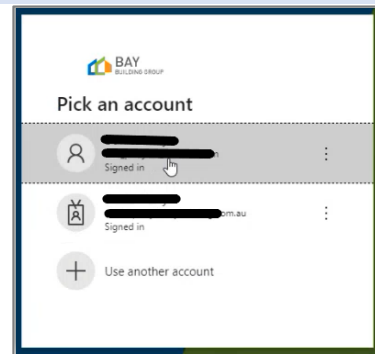 BAY
BUILDING GROUP
Pick an account
Signed in
om.au
Signed in
Use another account